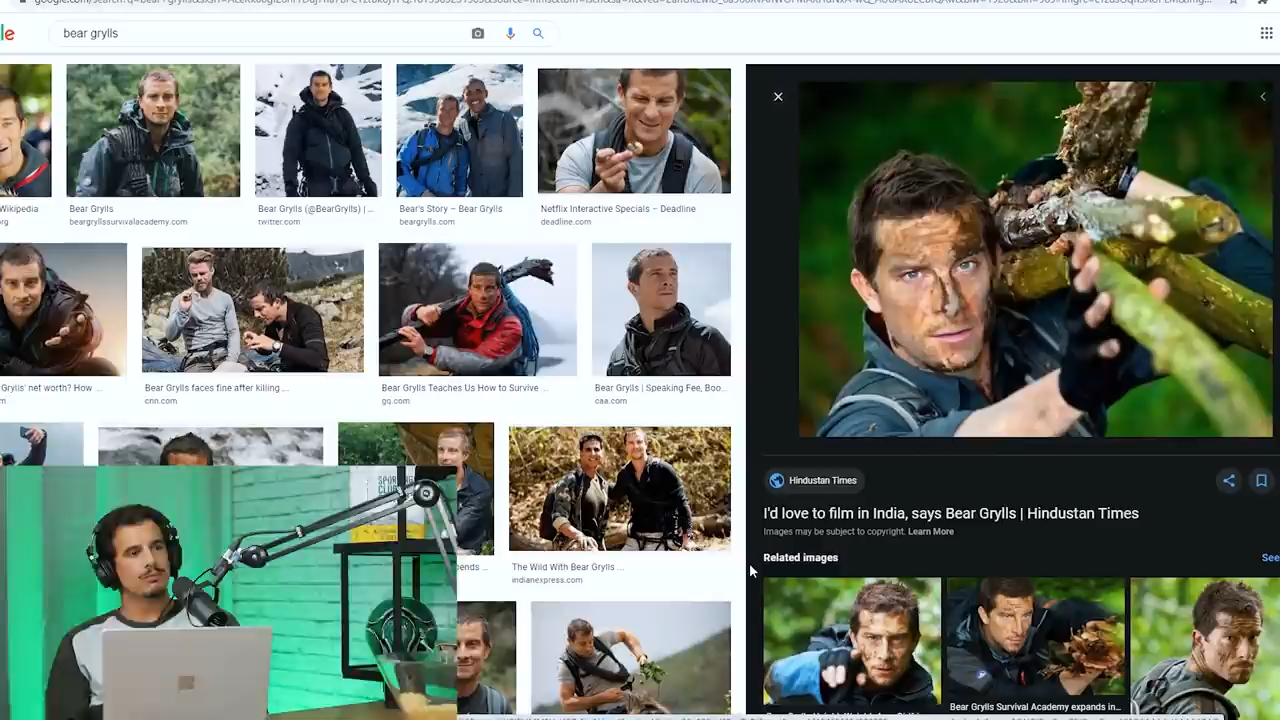 le
bear grylls
Wikipedia
Bear Grylls
Bear Grylls (@BearGrylls) | ...
Bear's Story – Bear Grylls
Netflix Interactive Specials – Deadline
beargryllssurvivalacademy.com
twitter.com
beargrylls.com
deadline.com
Grylls' net worth? How ...
Bear Grylls faces fine after killing ...
Bear Grylls Teaches Us How to Survive ...
Bear Grylls | Speaking Fee, Boo...
cnn.com
gq.com
caa.com
Hindustan Times
I'd love to film in India, says Bear Grylls | Hindustan Times
Images may be subject to copyright. Learn More
Related images
See
The Wild With Bear Grylls ...
indianexpress.com
Bear Grylls Survival Academy expands in...